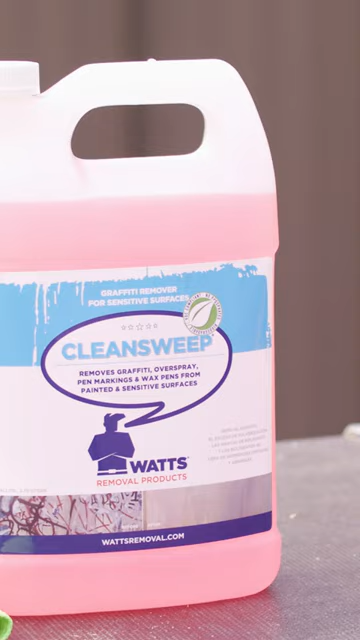 GRAFFITI REMOVER
FOR SENSITIVE SURFACES
CLEANSWEEP
REMOVES GRAFFITI, OVERSPRAY,
PEN MARKINGS & WAX PENS FROM
PAINTED & SENSITIVE SURFACES
WATTS
REMOVAL PRODUCTS
WATTSREMOVAL.COM